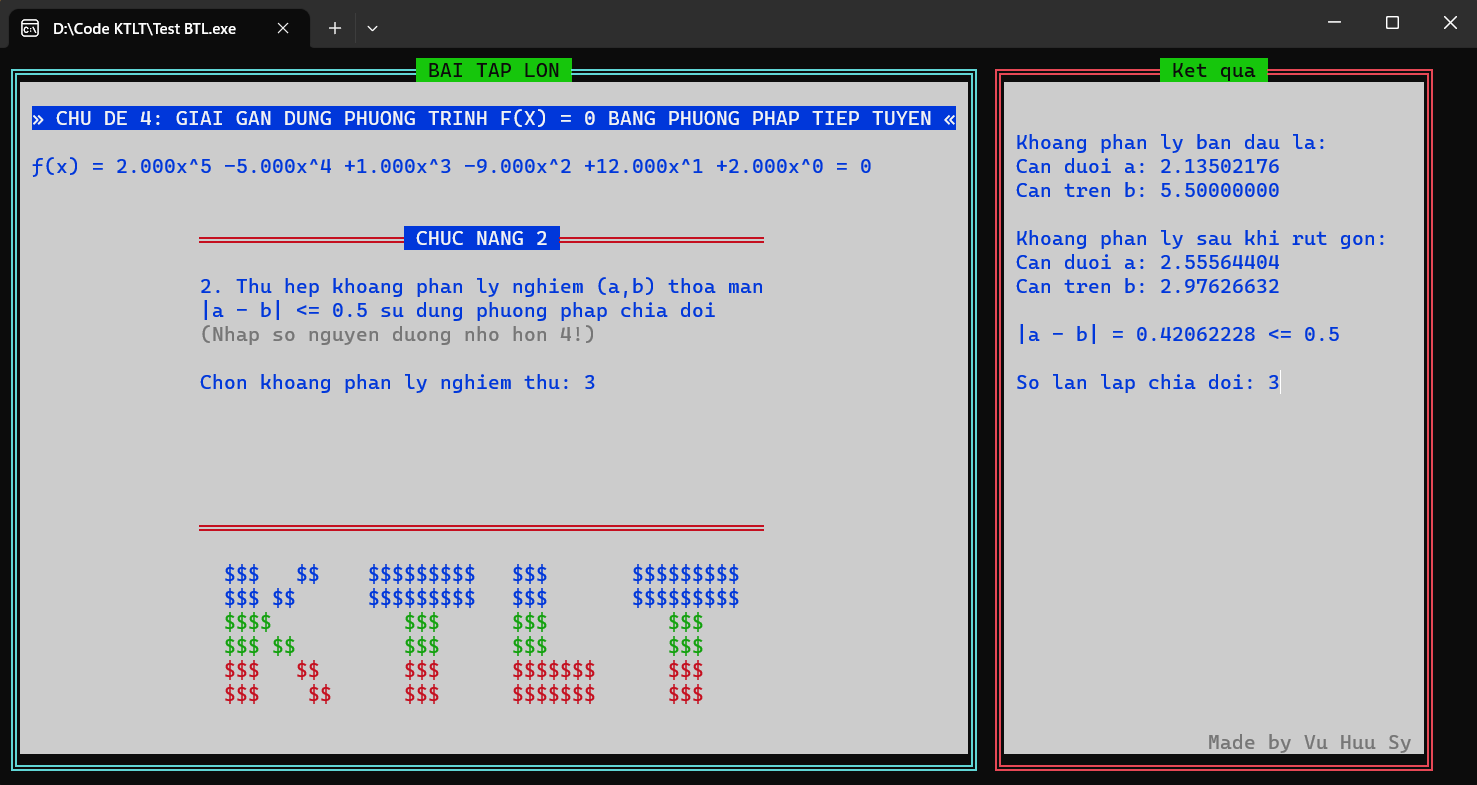 D:\Code KTLT\Test BTL.exe
BAI TAP LON
» CHU DE 4: GIAI GAN DUNG PHUONG TRINH F(X) = 0 BANG PHUONG PHAP TIEP TUYEN «
ƒ(x) = 2.000x^5 -5.000x^4 +1.000x^3 -9.000x^2 +12.000x^1 +2.000x^0 = 0
CHUC NANG 2
2. Thu hep khoang phan ly nghiem (a,b) thoa man
|a - b| <= 0.5 su dung phuong phap chia doi
(Nhap so nguyen duong nho hon 4!)
Chon khoang phan ly nghiem thu: 3
$$$   $$    $$$$$$$$$   $$$       $$$$$$$$$
$$$ $$      $$$$$$$$$   $$$       $$$$$$$$$
$$$$           $$$      $$$          $$$
$$$ $$         $$$      $$$          $$$
$$$   $$       $$$      $$$$$$$      $$$
$$$    $$      $$$      $$$$$$$      $$$
Ket qua
Khoang phan ly ban dau la:
Can duoi a: 2.13502176
Can tren b: 5.50000000
Khoang phan ly sau khi rut gon:
Can duoi a: 2.55564404
Can tren b: 2.97626632
|a - b| = 0.42062228 <= 0.5
So lan lap chia doi: 3
Made by Vu Huu Sy